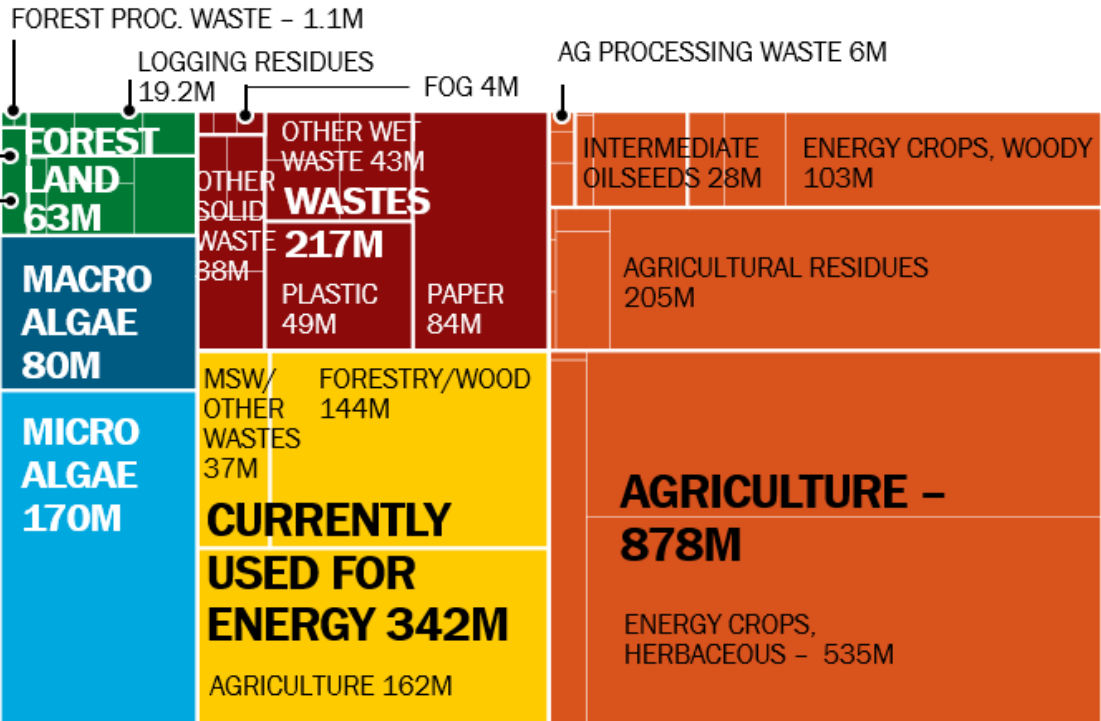 FOREST PROC. WASTE – 1.1M
LOGGING RESIDUES
19.2M
FOG 4M
AG PROCESSING WASTE 6M
FOREST
LAND
63M
MACRO
ALGAE
80M
MICRO
ALGAE
170M
OTHER
SOLID
WASTE
38M
OTHER WET
WASTE 43M
WASTES
217M
PLASTIC
49M
PAPER
84M
MSW/
OTHER
WASTES
37M
FORESTRY/WOOD
144M
CURRENTLY
USED FOR
ENERGY 342M
AGRICULTURE 162M
INTERMEDIATE
OILSEEDS 28M
ENERGY CROPS, WOODY
103M
AGRICULTURAL RESIDUES
205M
AGRICULTURE –
878M
ENERGY CROPS,
HERBACEOUS – 535M